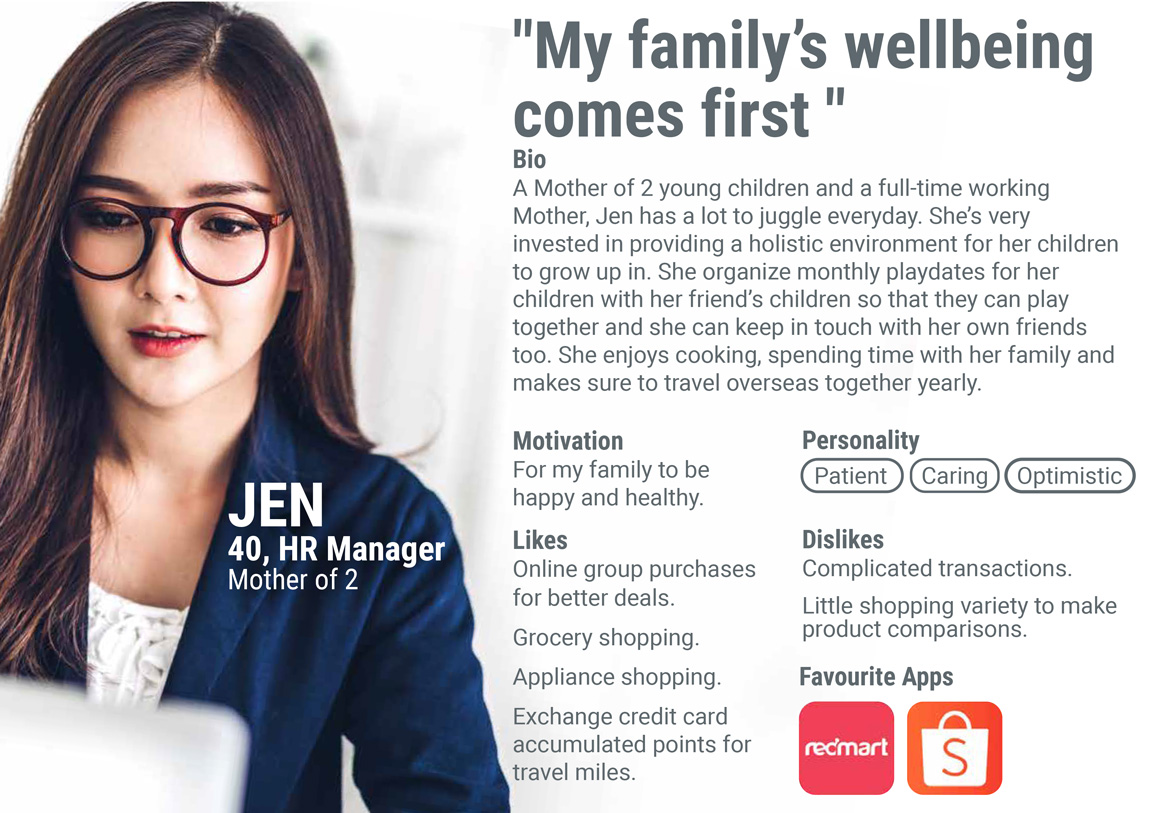 "My family’s wellbeing
comes first "
Bio
A Mother of 2 young children and a full-time working
Mother, Jen has a lot to juggle everyday. She’s very
invested in providing a holistic environment for her children
to grow up in. She organize monthly playdates for her
children with her friend’s children so that they can play
together and she can keep in touch with her own friends
too. She enjoys cooking, spending time with her family and
makes sure to travel overseas together yearly.
JEN
40, HR Manager
Mother of 2
Motivation
For my family to be
happy and healthy.
Personality
Patient Caring Optimistic
Likes
Online group purchases
for better deals.
Grocery shopping.
Appliance shopping.
Exchange credit card
accumulated points for
travel miles.
Dislikes
Complicated transactions.
Little shopping variety to make
product comparisons.
Favourite Apps
redmart
S